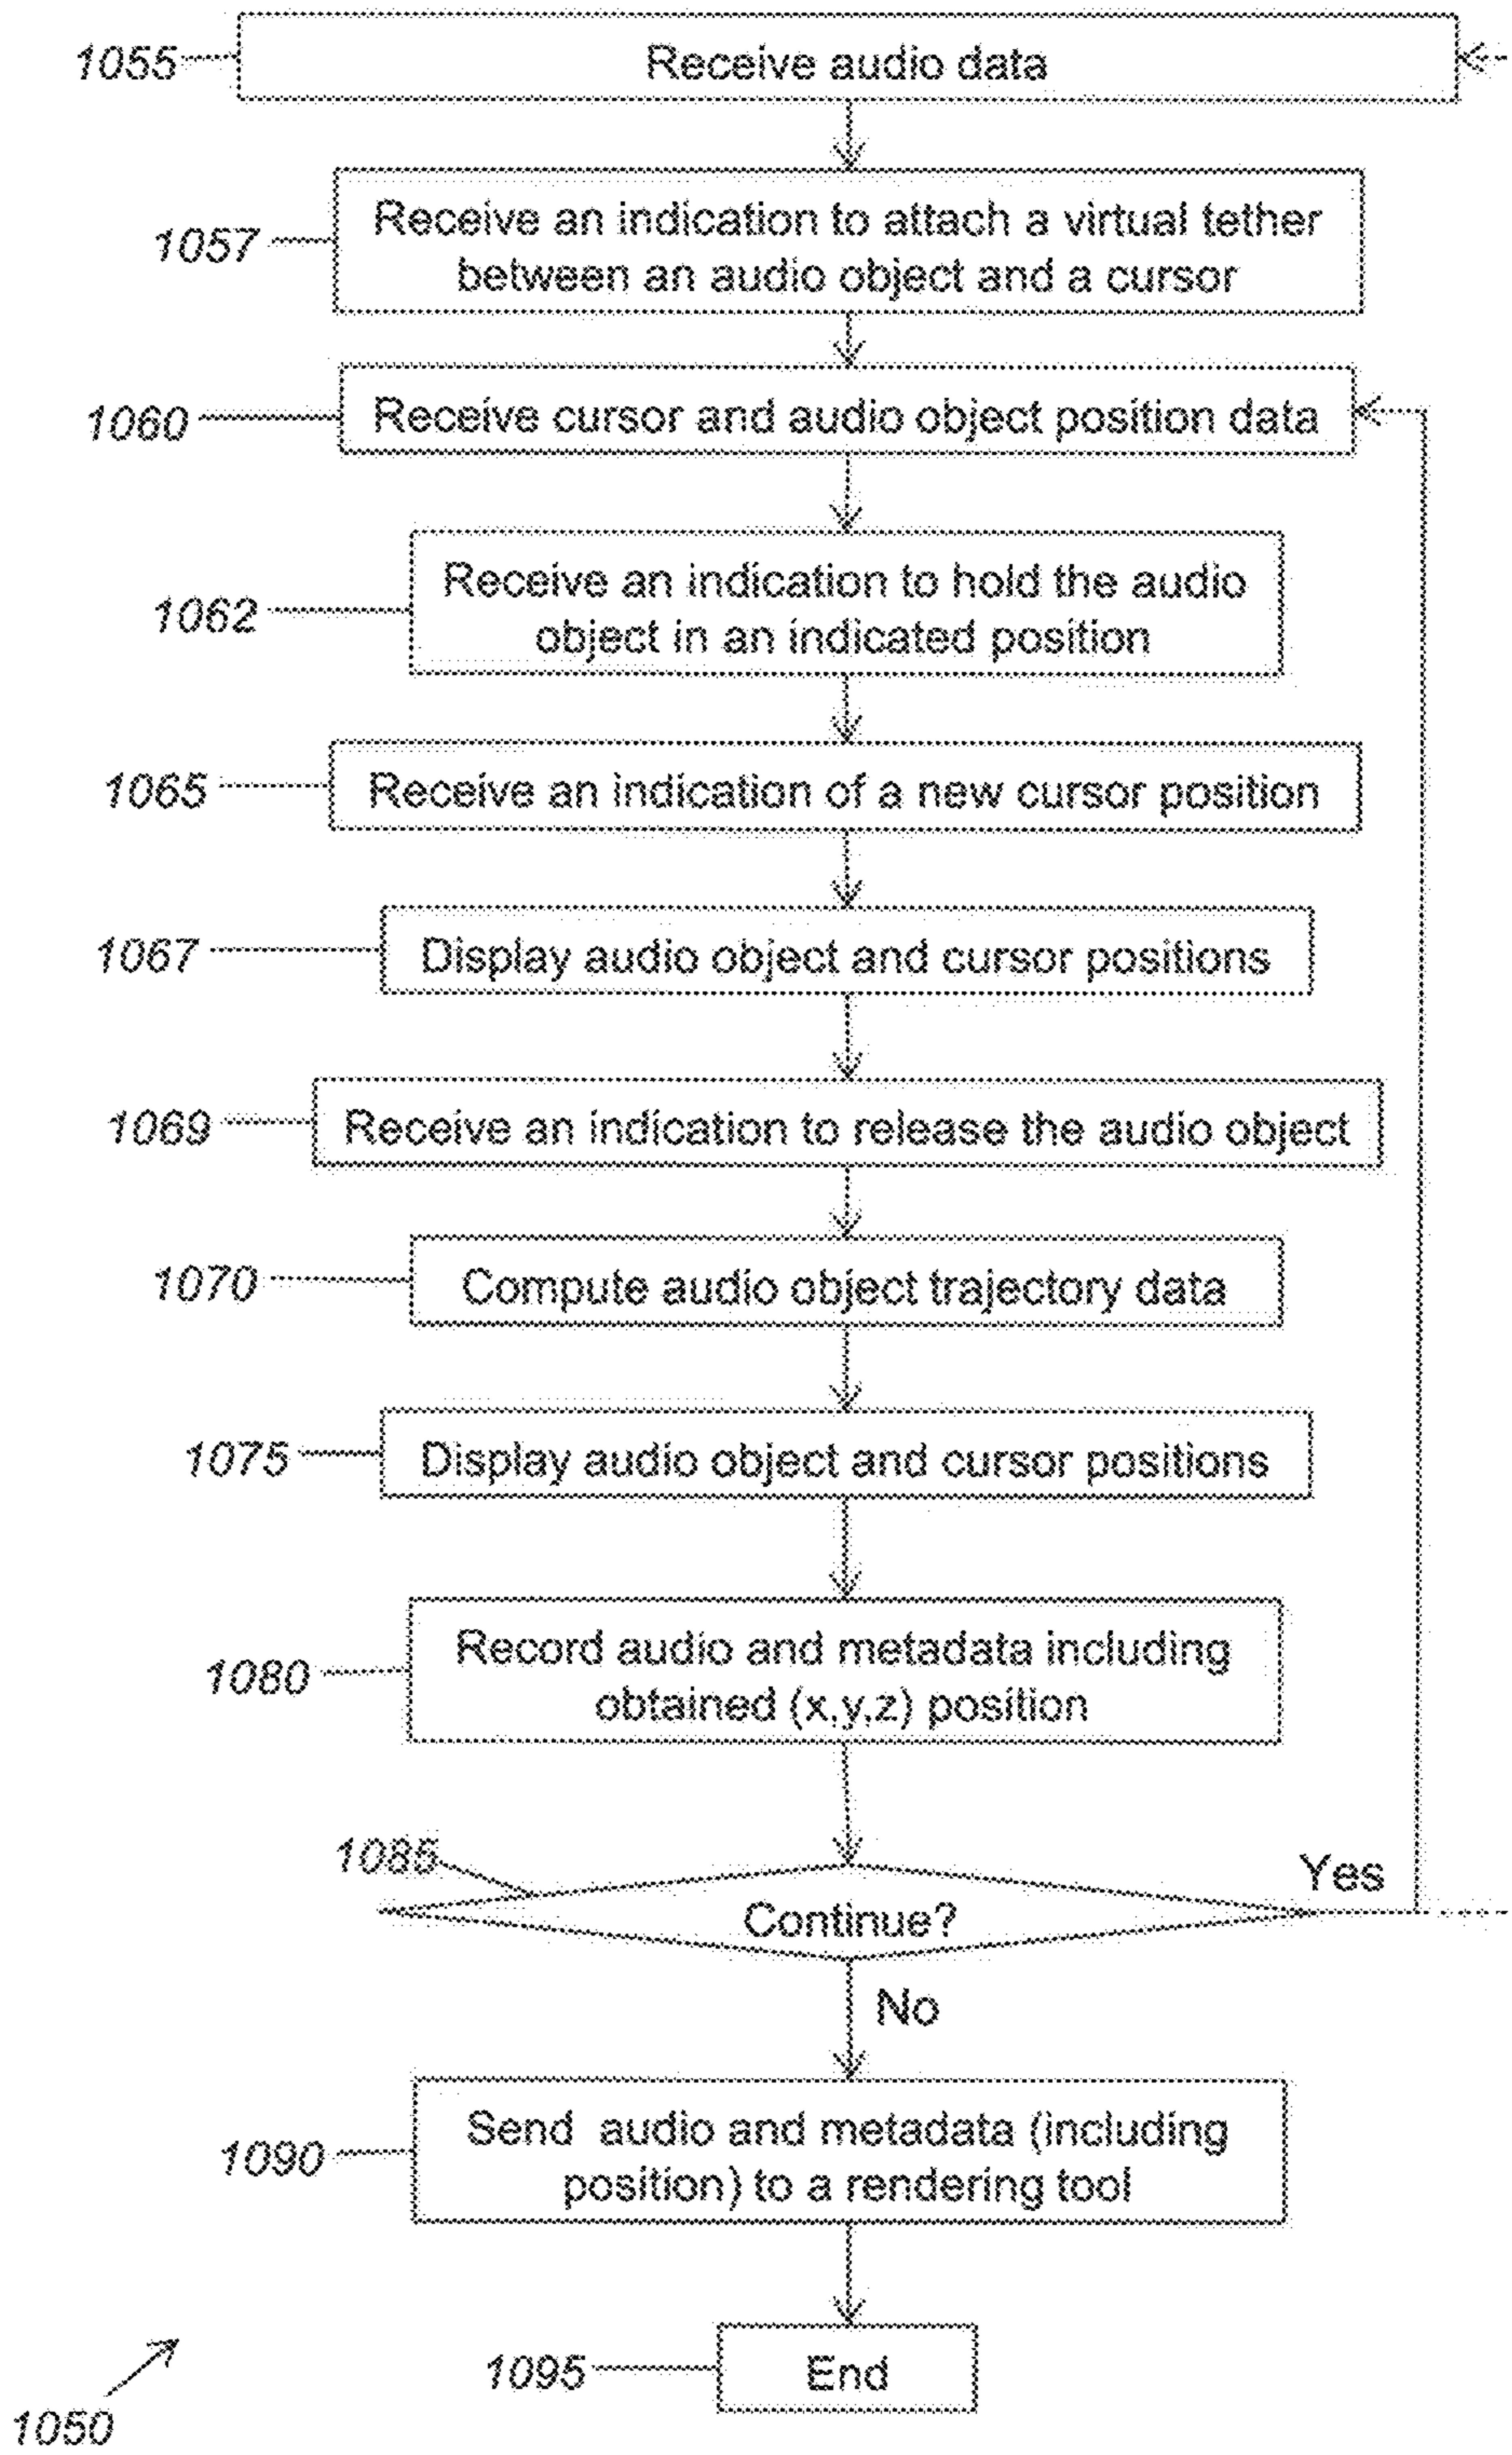 1055
Receive audio data
1057
Receive an indication to attach a virtual tether
between an audio object and a cursor
1060
Receive cursor and audio object position data
1062
Receive an indication to hold the audio
object in an indicated position
1065
Receive an indication of a new cursor position
1067
Display audio object and cursor positions
1069
Receive an indication to release the audio object
1070
Compute audio object trajectory data
1075
Display audio object and cursor positions
1080
Record audio and metadata including
obtained (x,y,z) position
1085
Continue?
Yes
No
1090
Send audio and metadata (including
position) to a rendering tool
1095
End
1050